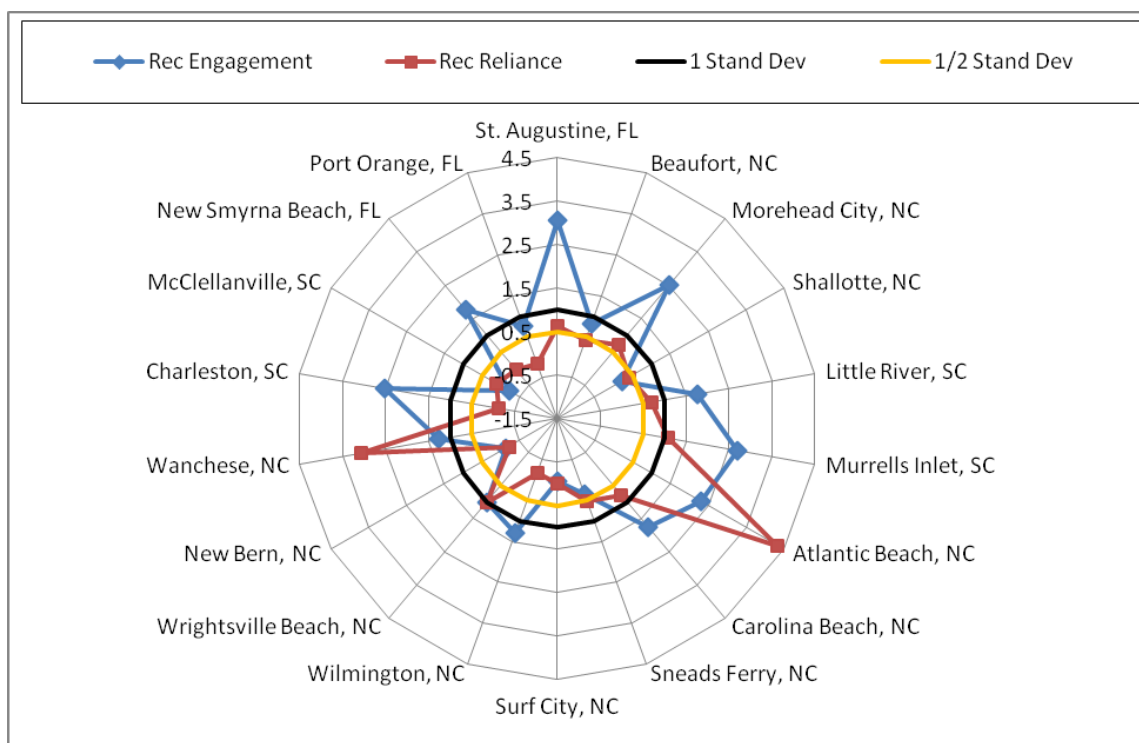 Rec Engagement
Rec Reliance
1 Stand Dev
1/2 Stand Dev
St. Augustine, FL
Beaufort, NC
Morehead City, NC
Shallotte, NC
Little River, SC
Murrells Inlet, SC
Atlantic Beach, NC
Carolina Beach, NC
Sneads Ferry, NC
Surf City, NC
Wilmington, NC
Wrightsville Beach, NC
New Bern, NC
Wanchese, NC
Charleston, SC
McClellanville, SC
New Smyrna Beach, FL
Port Orange, FL
4.5
3.5
2.5
1.5
0.5
-0.5
-1.5